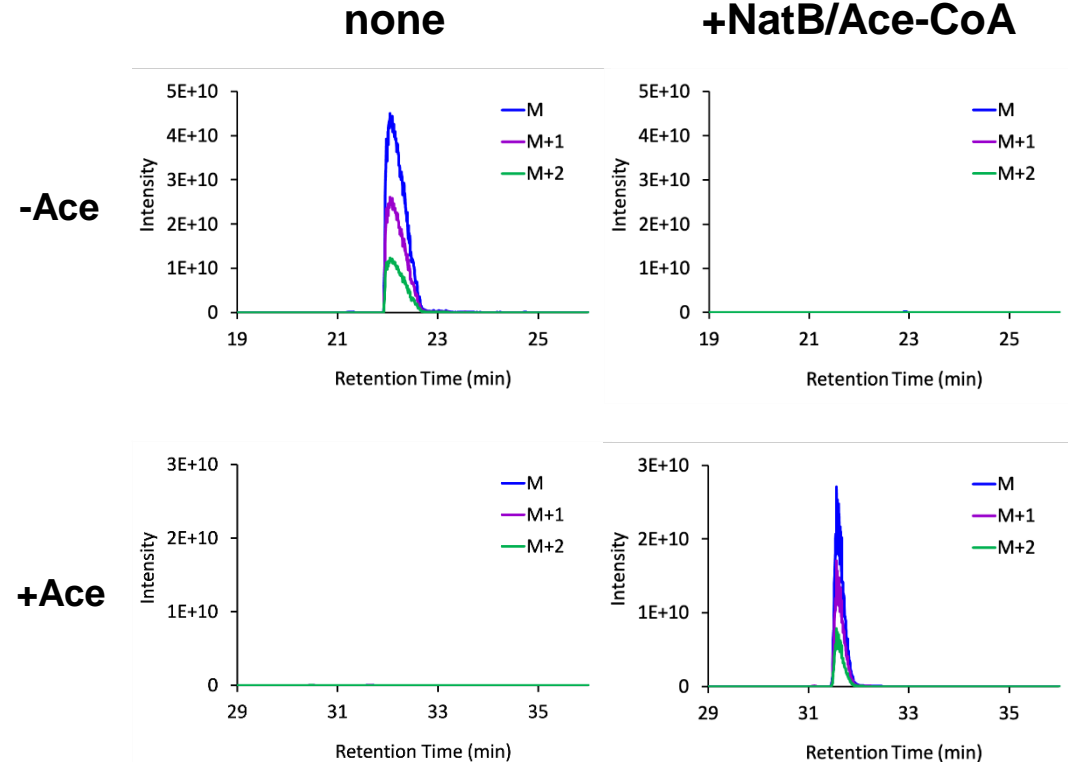 none
+NatB/Ace-CoA
-Ace
5E+10
4E+10
3E+10
2E+10
1E+10
0
Intensity
19
21
23
25
Retention Time (min)
M
M+1
M+2
5E+10
4E+10
3E+10
2E+10
1E+10
0
Intensity
19
21
23
25
Retention Time (min)
M
M+1
M+2
+Ace
3E+10
2E+10
1E+10
0
Intensity
29
31
33
35
Retention Time (min)
M
M+1
M+2
3E+10
2E+10
1E+10
0
Intensity
29
31
33
35
Retention Time (min)
M
M+1
M+2